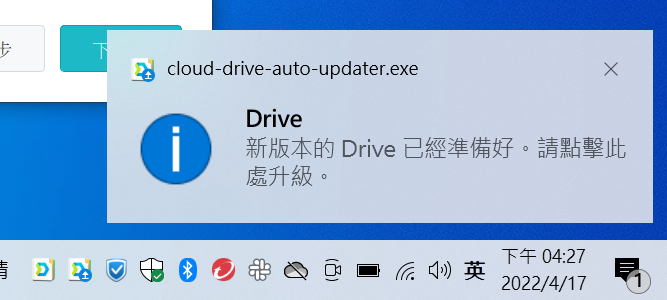 步
下
cloud-drive-auto-updater.exe
Drive
新版本的 Drive 已經準備好。請點擊此
處升級。
英
下午 04:27
2022/4/17
1